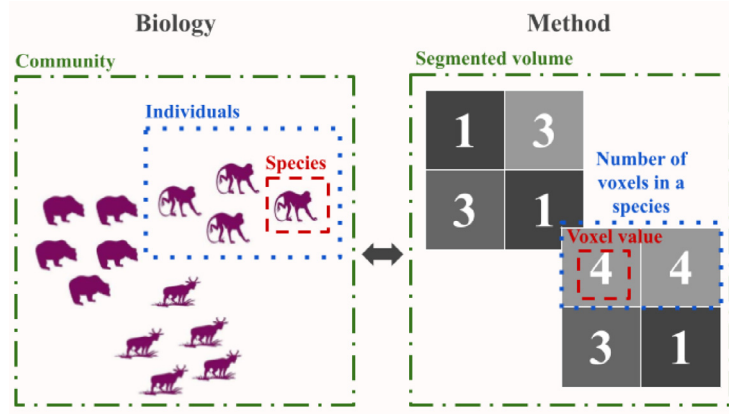 Biology
Method
Community
Segmented volume
Individuals
Species
1 3
3 1
Number of
voxels in a
species
Voxel value
4 4
3 1